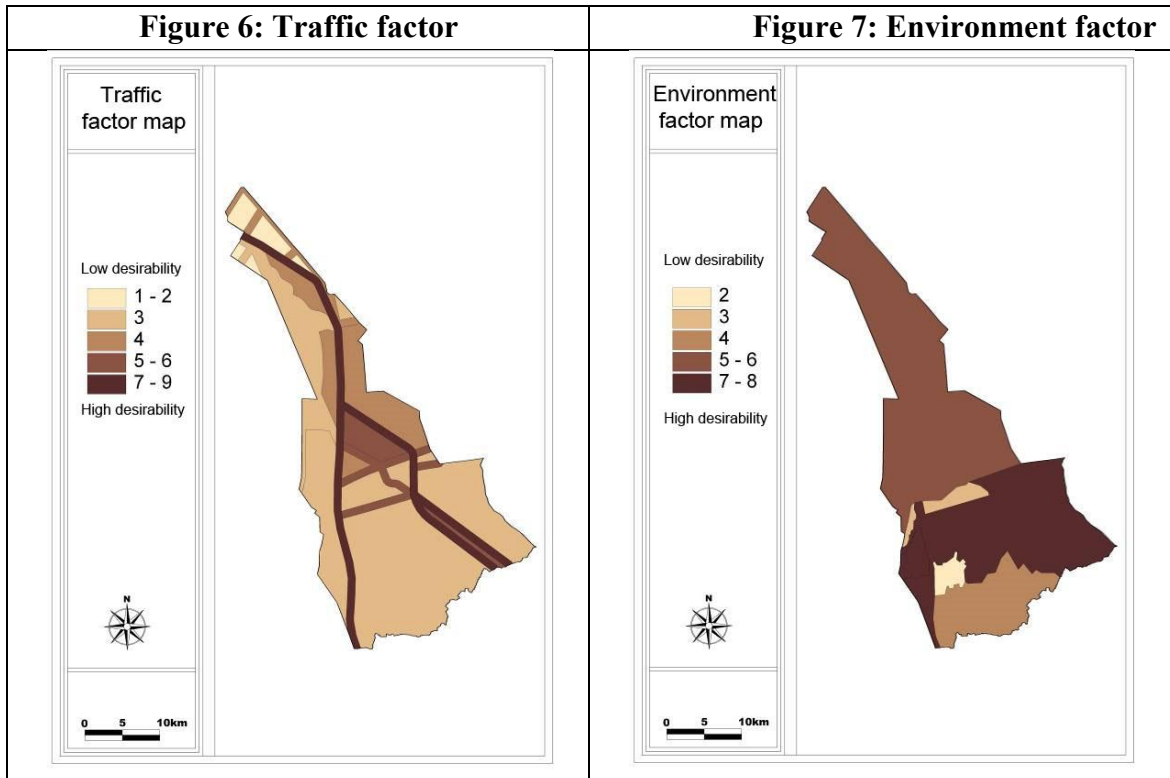 Figure 6: Traffic factor
Figure 7: Environment factor
Traffic
factor map
Low desirability
1 - 2
3
4
5 - 6
7 - 9
High desirability
N
0 5 10km
Environment
factor map
Low desirability
2
3
4
5 - 6
7 - 8
High desirability
N
0 5 10km